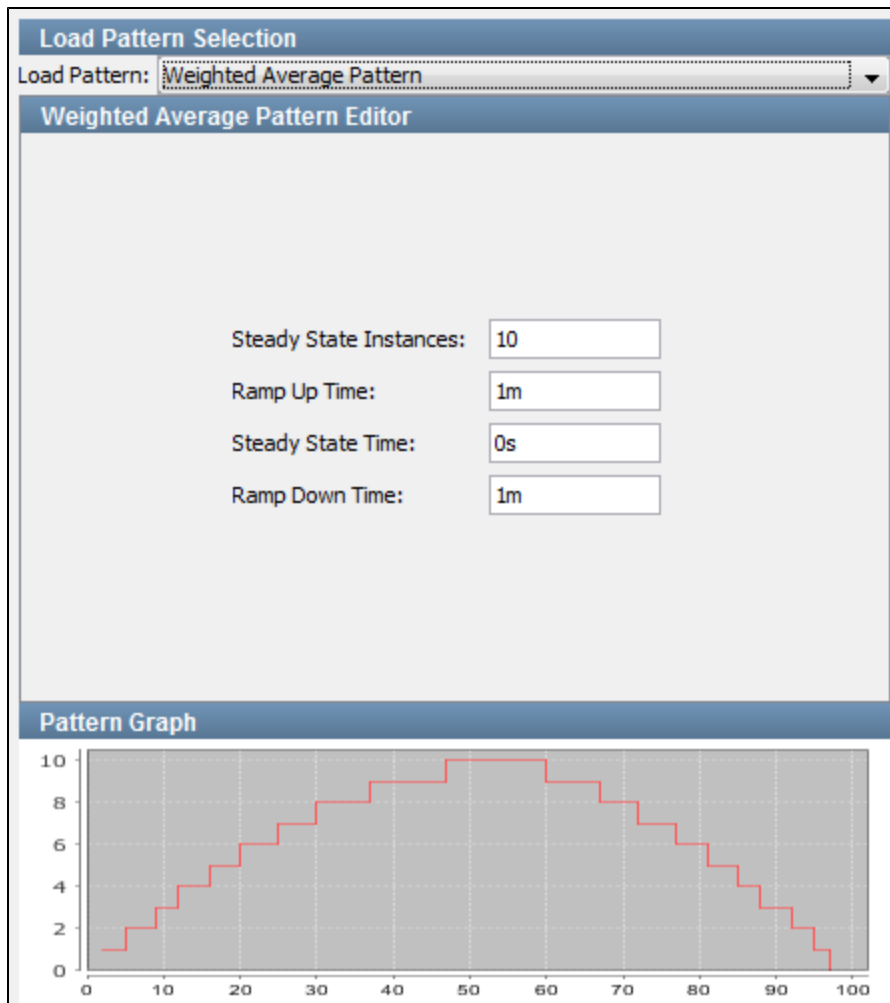 Load Pattern Selection
Load Pattern: Weighted Average Pattern
Weighted Average Pattern Editor
Steady State Instances: 10
Ramp Up Time: 1m
Steady State Time: 0s
Ramp Down Time: 1m
Pattern Graph
10
8
6
4
2
0
0 10 20 30 40 50 60 70 80 90 100